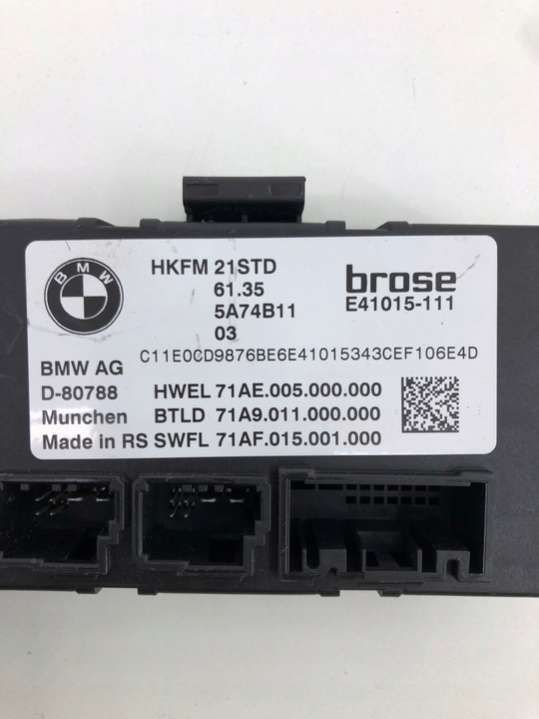 BMW
HKFM 21STD
brose
61.35
E41015-111
5A74B11
03
C11E0CD9876BE6E41015343CEF106E4D
BMW AG
D-80788 HWEL 71AE.005.000.000
Munchen BTLD 71A9.011.000.000
Made in RS SWFL 71AF.015.001.000